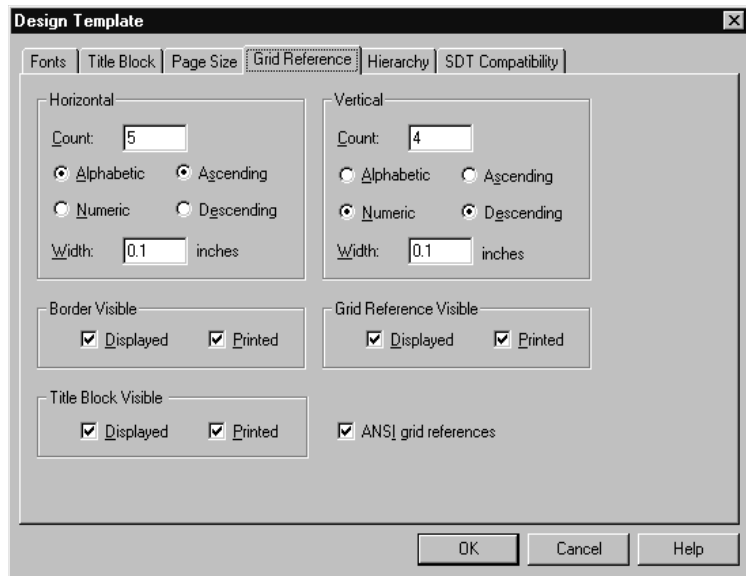 Design Template
Fonts Title Block Page Size Grid Reference Hierarchy SDT Compatibility
Horizontal Vertical
Count: 5 Count: 4
Alphabetic Ascending Alphabetic Ascending
Numeric Descending Numeric Descending
Width: 0.1 inches Width: 0.1 inches
Border Visible Grid Reference Visible
Displayed Printed Displayed Printed
Title Block Visible
Displayed Printed ANSI grid references
OK Cancel Help